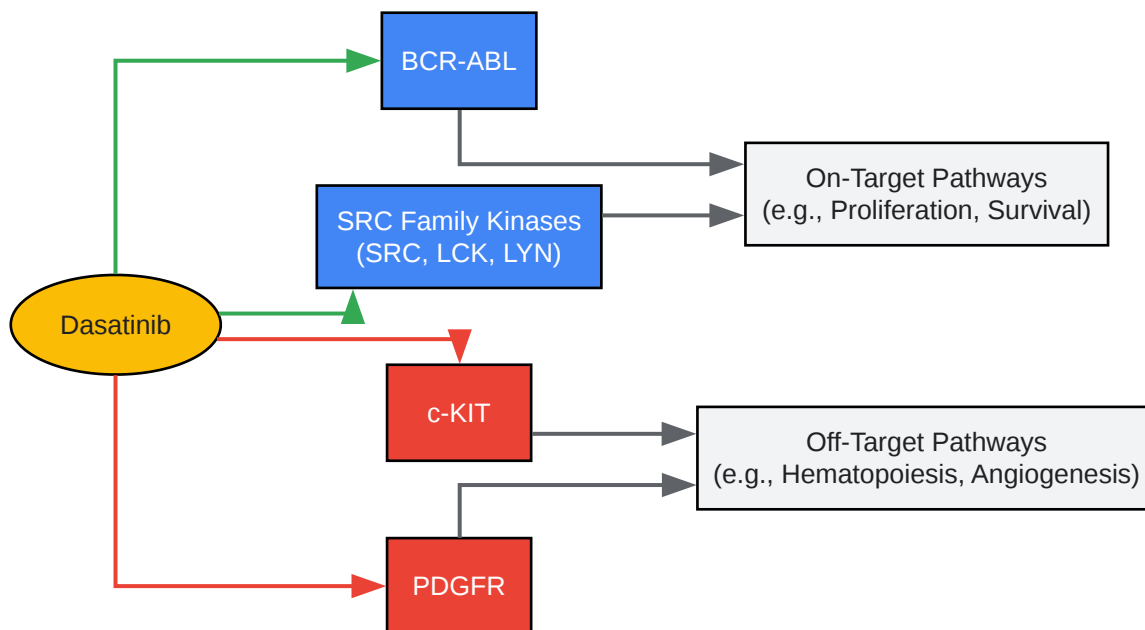 BCR-ABL
On-Target Pathways
(e.g., Proliferation, Survival)
SRC Family Kinases
(SRC, LCK, LYN)
Dasatinib
c-KIT
Off-Target Pathways
(e.g., Hematopoiesis, Angiogenesis)
PDGFR